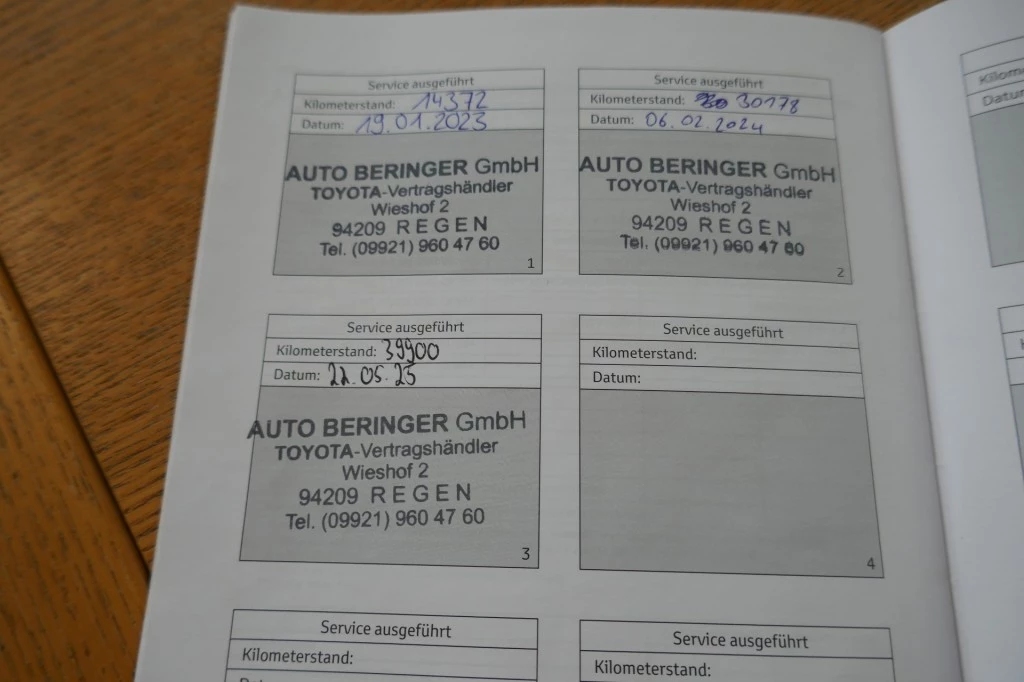 Service ausgeführt
Kilometerstand: 14372
Datum: 19.01.2023
AUTO BERINGER GmbH
TOYOTA-Vertragshändler
Wieshof 2
94209 REGEN
Tel. (09921) 960 47 60
1
Service ausgeführt
Kilometerstand: 30178
Datum: 06.02.2024
AUTO BERINGER GmbH
TOYOTA-Vertragshändler
Wieshof 2
94209 REGEN
Tel. (09921) 960 47 60
2
Service ausgeführt
Kilometerstand: 39900
Datum: 22.05.25
AUTO BERINGER GmbH
TOYOTA-Vertragshändler
Wieshof 2
94209 REGEN
Tel. (09921) 960 47 60
3
Service ausgeführt
Kilometerstand:
Datum:
4
Service ausgeführt
Kilometerstand:
Service ausgeführt
Kilometerstand: